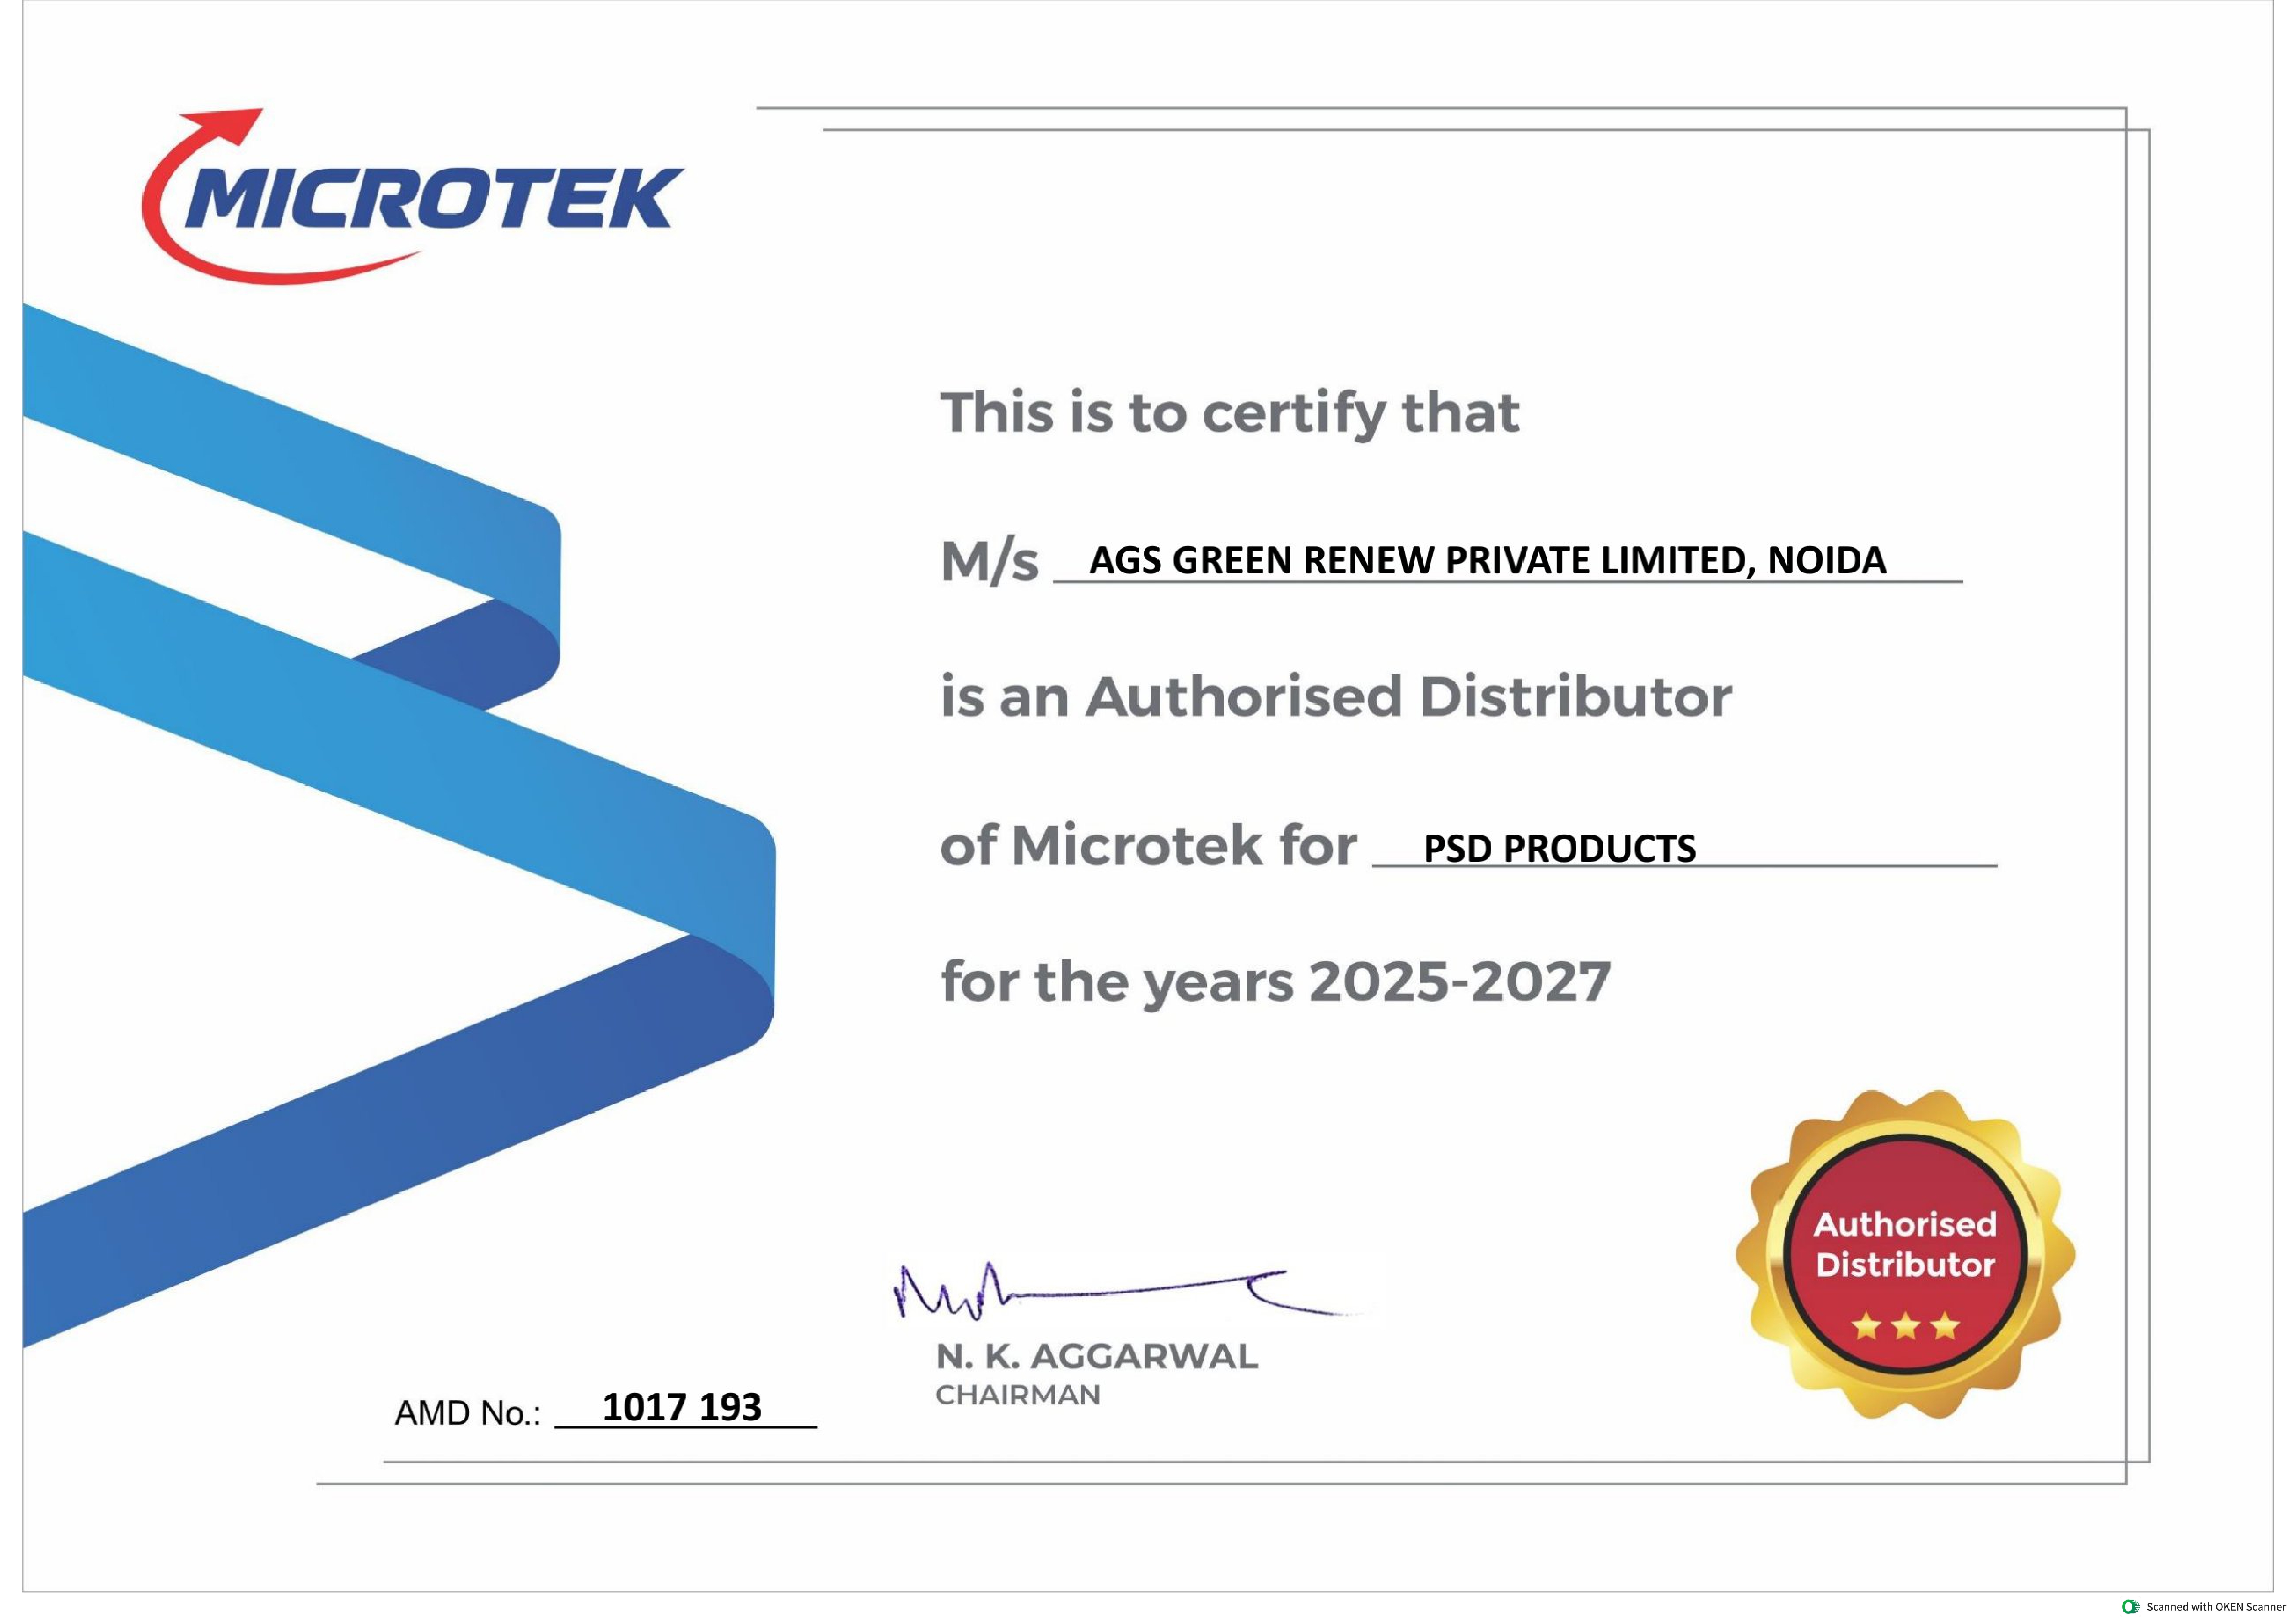 MICROTEK
This is to certify that
M/s AGS GREEN RENEW PRIVATE LIMITED, NOIDA
is an Authorised Distributor
of Microtek for PSD PRODUCTS
for the years 2025-2027
Authorised
Distributor
N. K. AGGARWAL
CHAIRMAN
AMD No.: 1017 193
Scanned with OKEN Scanner